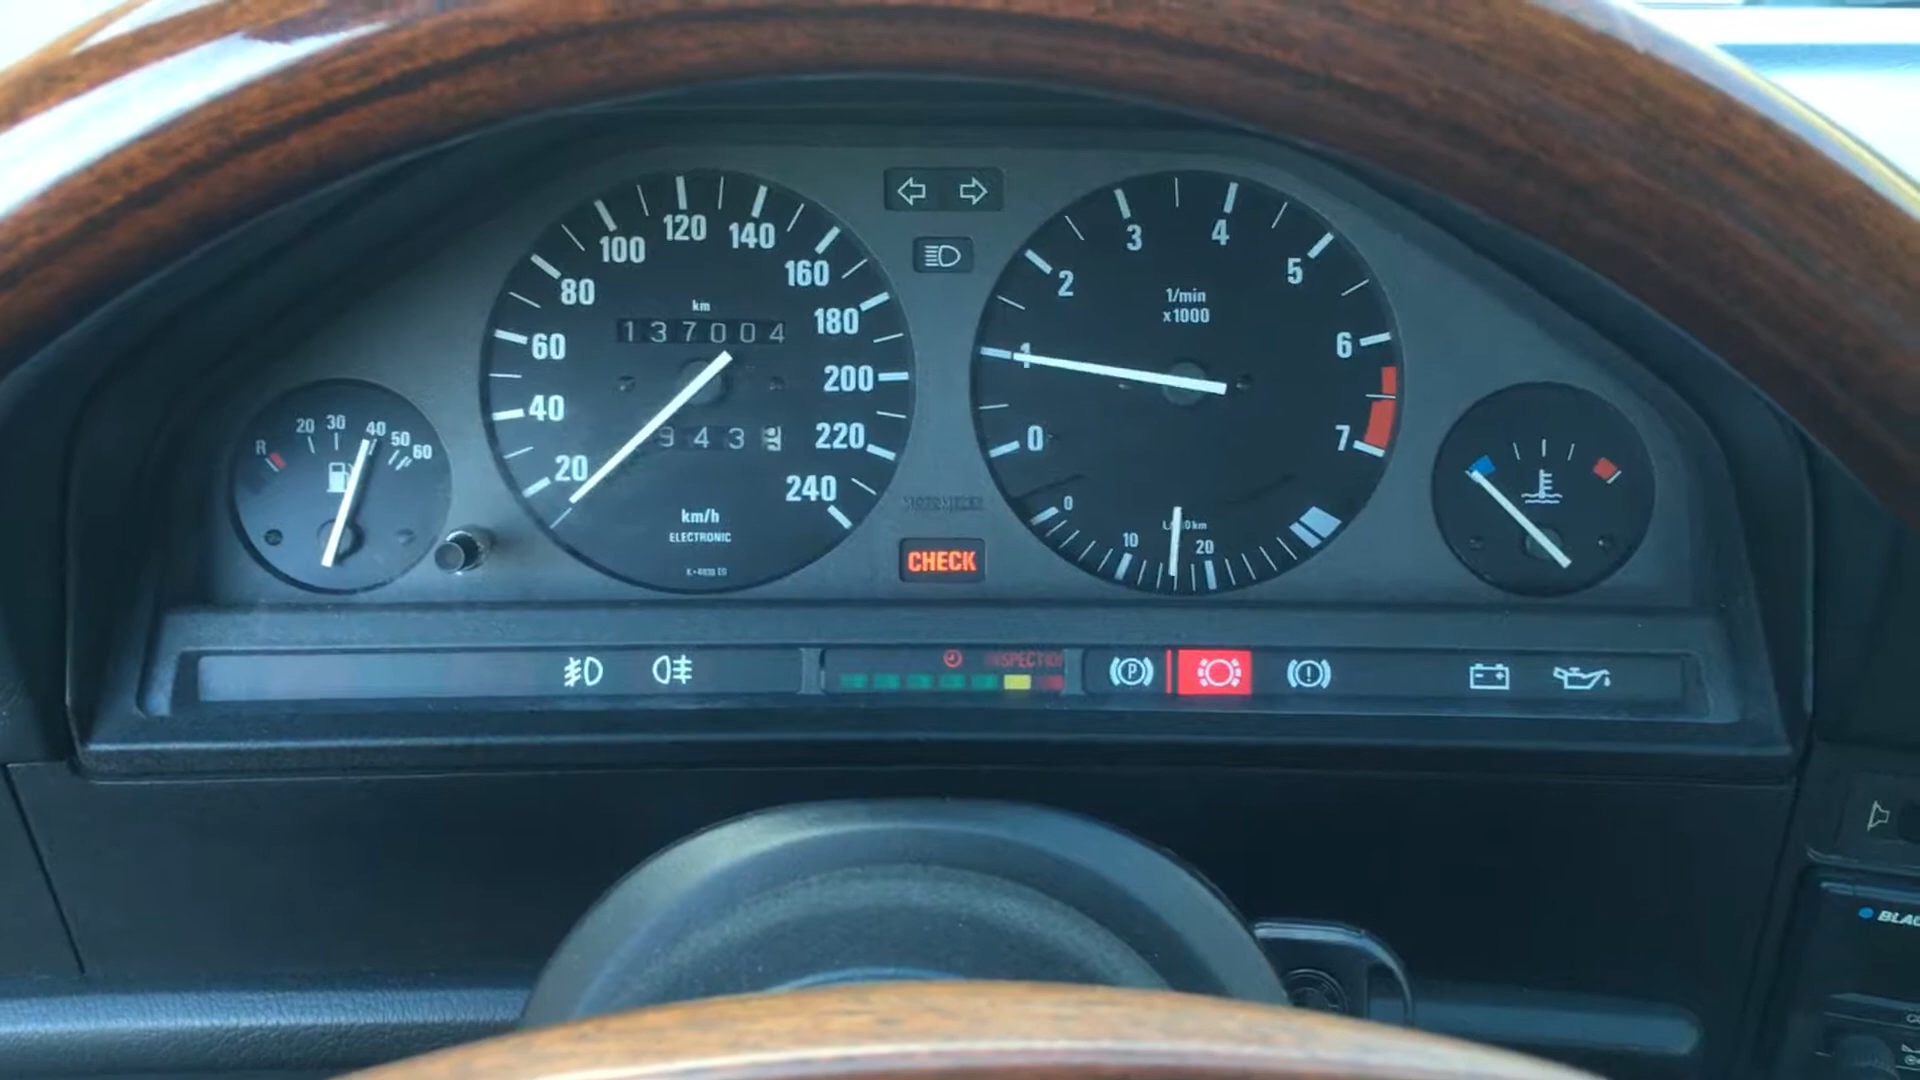 R 20 30 40 50 60
20 40 60 80 100 120 140 160 180 200 220 240
km
137004
943
km/h
ELECTRONIC
CHECK
0 1 2 3 4 5 6 7
1/min
x1000
0 10 20
INSPECTION
P